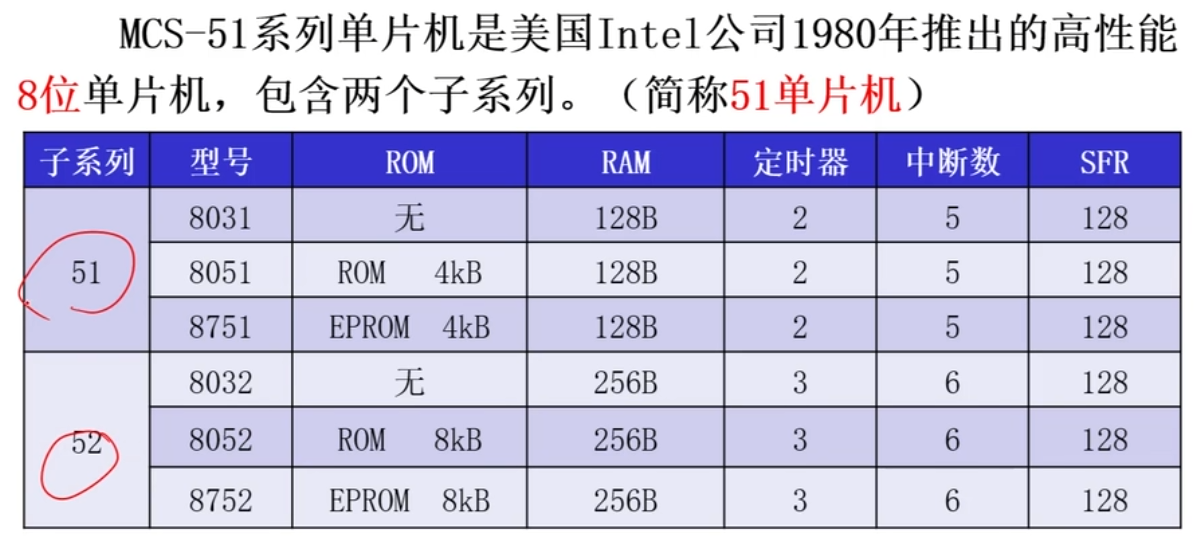 MCS-51系列单片机是美国Intel公司1980年推出的高性能
8位单片机，包含两个子系列。（简称51单片机）
子系列 型号 ROM RAM 定时器 中断数 SFR
51 8031 无 128B 2 5 128
8051 ROM 4kB 128B 2 5 128
8751 EPROM 4kB 128B 2 5 128
52 8032 无 256B 3 6 128
8052 ROM 8kB 256B 3 6 128
8752 EPROM 8kB 256B 3 6 128